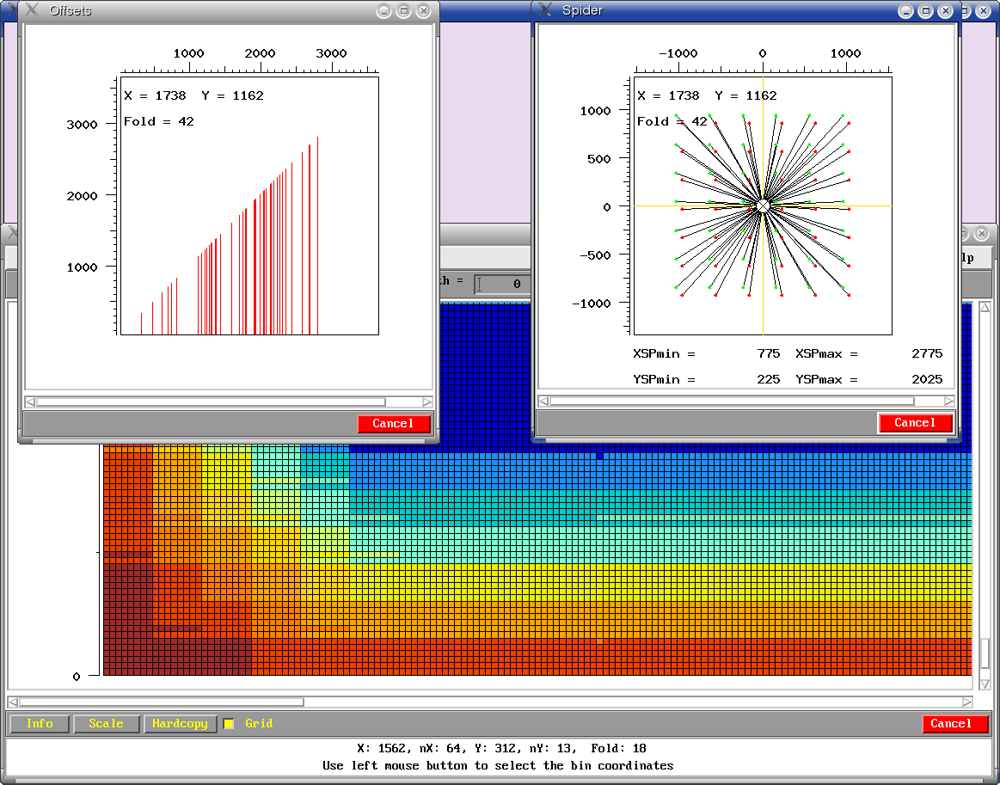 Offsets
1000 2000 3000
X = 1738 Y = 1162
Fold = 42
3000
2000
1000
Cancel
Spider
-1000 0 1000
X = 1738 Y = 1162
Fold = 42
1000
500
0
-500
-1000
XSPmin = 775 XSPmax = 2775
YSPmin = 225 YSPmax = 2025
Cancel
lp
th = 0
0
Info Scale Hardcopy Grid Cancel
X: 1562, nX: 64, Y: 312, nY: 13, Fold: 18
Use left mouse button to select the bin coordinates